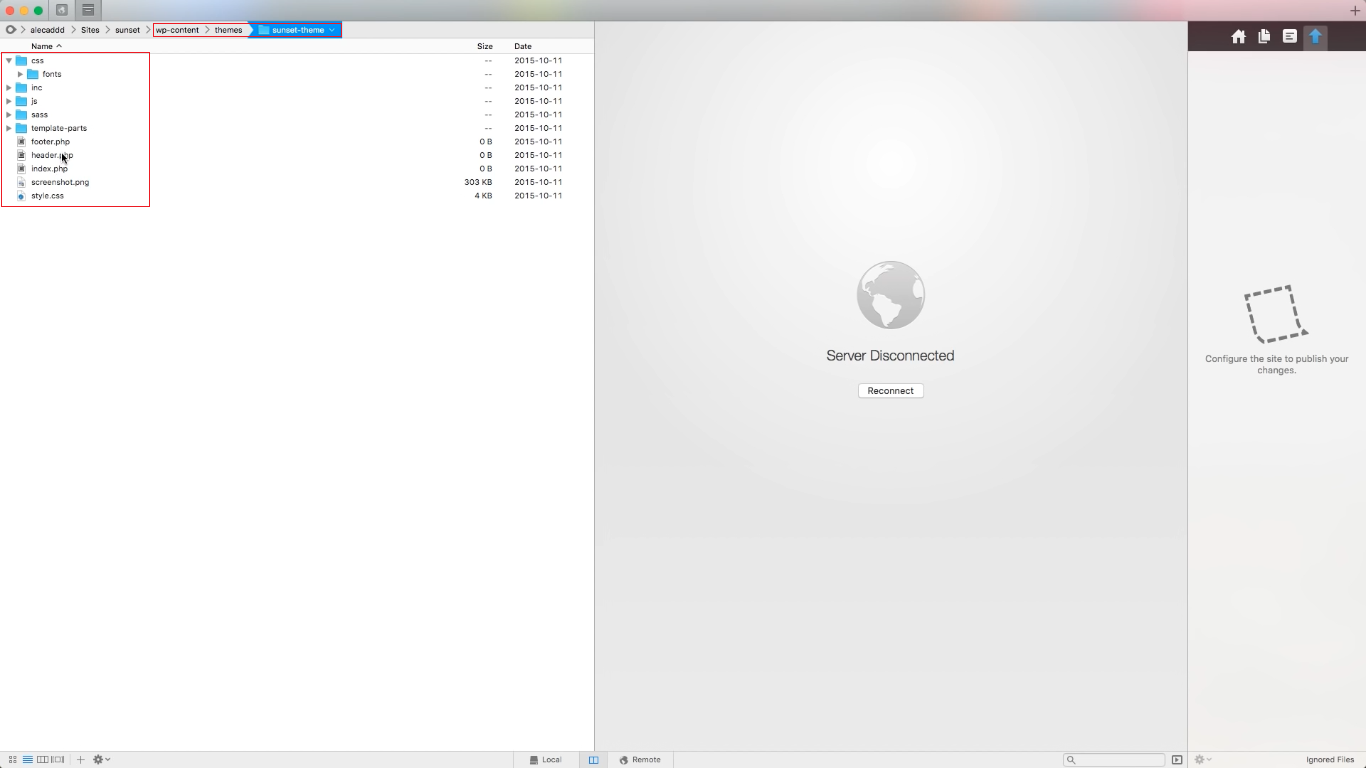 alecaddd > Sites > sunset > wp-content > themes sunset-theme
Name Size Date
css -- 2015-10-11
fonts -- 2015-10-11
inc -- 2015-10-11
js -- 2015-10-11
sass -- 2015-10-11
template-parts -- 2015-10-11
footer.php 0 B 2015-10-11
header.php 0 B 2015-10-11
index.php 0 B 2015-10-11
screenshot.png 303 KB 2015-10-11
style.css 4 KB 2015-10-11
Server Disconnected
Reconnect
Configure the site to publish your
changes.
Local Remote Ignored Files